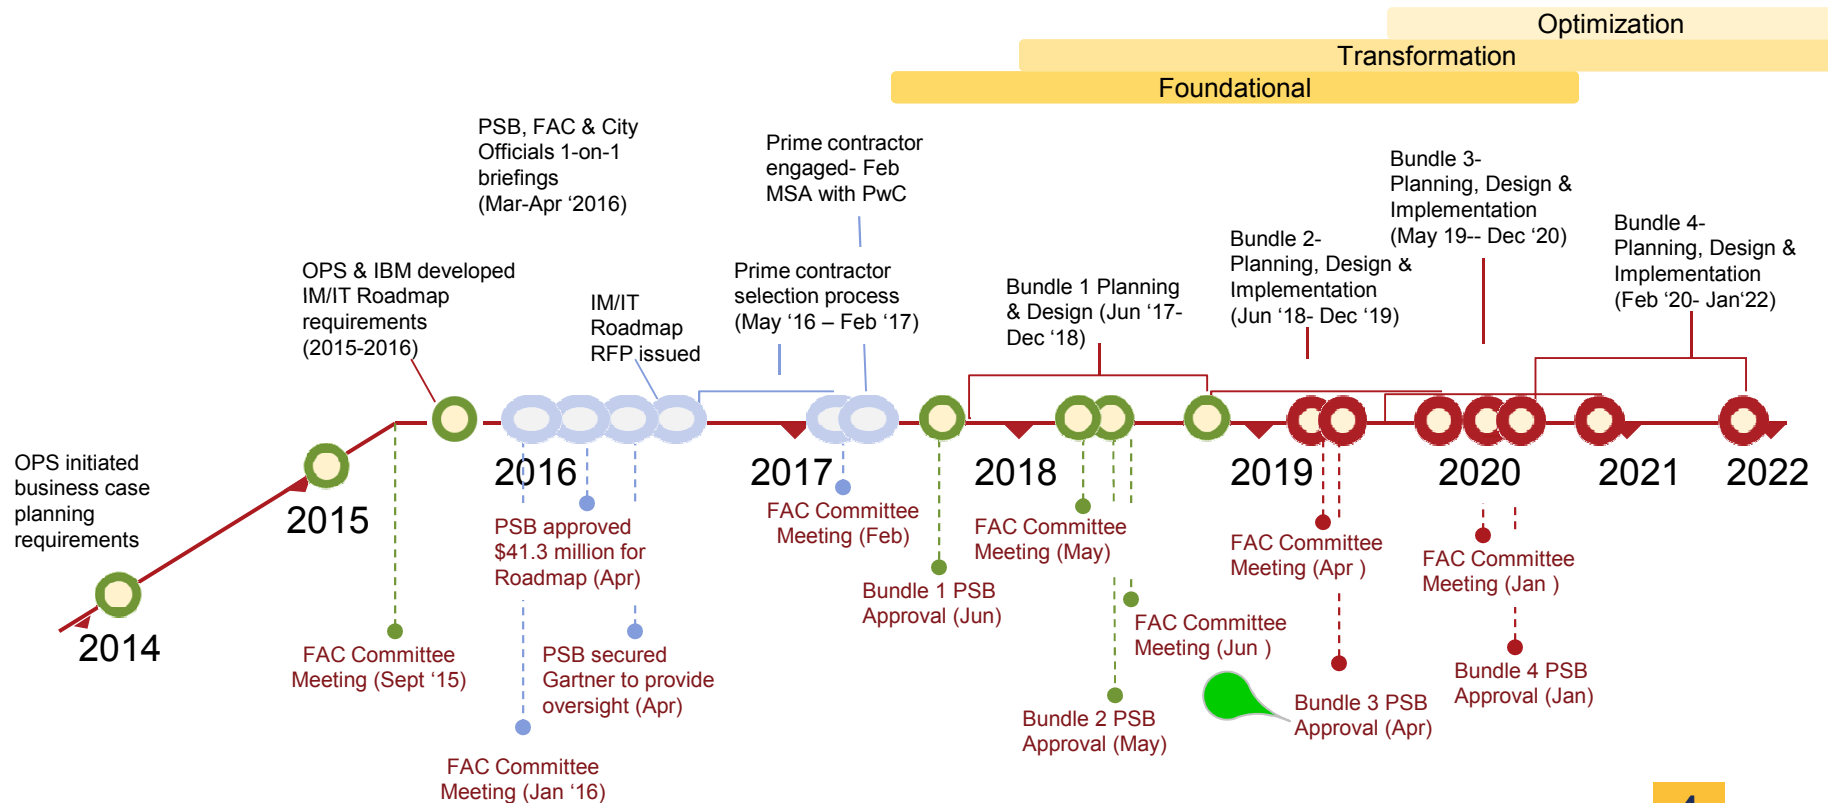 Optimization
Transformation
Foundational
PSB, FAC & City
Officials 1-on-1
briefings
(Mar-Apr ‘2016)
Prime contractor
engaged- Feb
MSA with PwC
Bundle 3-
Planning, Design &
Implementation
(May 19-- Dec ‘20)
Bundle 4-
Planning, Design &
Implementation
(Feb ‘20- Jan‘22)
Bundle 2-
Planning, Design &
Implementation
(Jun ‘18- Dec ‘19)
OPS & IBM developed
IM/IT Roadmap
requirements
(2015-2016)
IM/IT
Roadmap
RFP issued
Prime contractor
selection process
(May ‘16 – Feb ‘17)
Bundle 1 Planning
& Design (Jun ‘17-
Dec ‘18)
OPS initiated
business case
planning
requirements
2014
2015
2016
2017
2018
2019
2020
2021
2022
FAC Committee
Meeting (Sept ‘15)
PSB approved
$41.3 million for
Roadmap (Apr)
PSB secured
Gartner to provide
oversight (Apr)
FAC Committee
Meeting (Jan ‘16)
FAC Committee
Meeting (Feb)
Bundle 1 PSB
Approval (Jun)
FAC Committee
Meeting (May)
FAC Committee
Meeting (Jun )
Bundle 2 PSB
Approval (May)
FAC Committee
Meeting (Apr )
Bundle 3 PSB
Approval (Apr)
FAC Committee
Meeting (Jan )
Bundle 4 PSB
Approval (Jan)